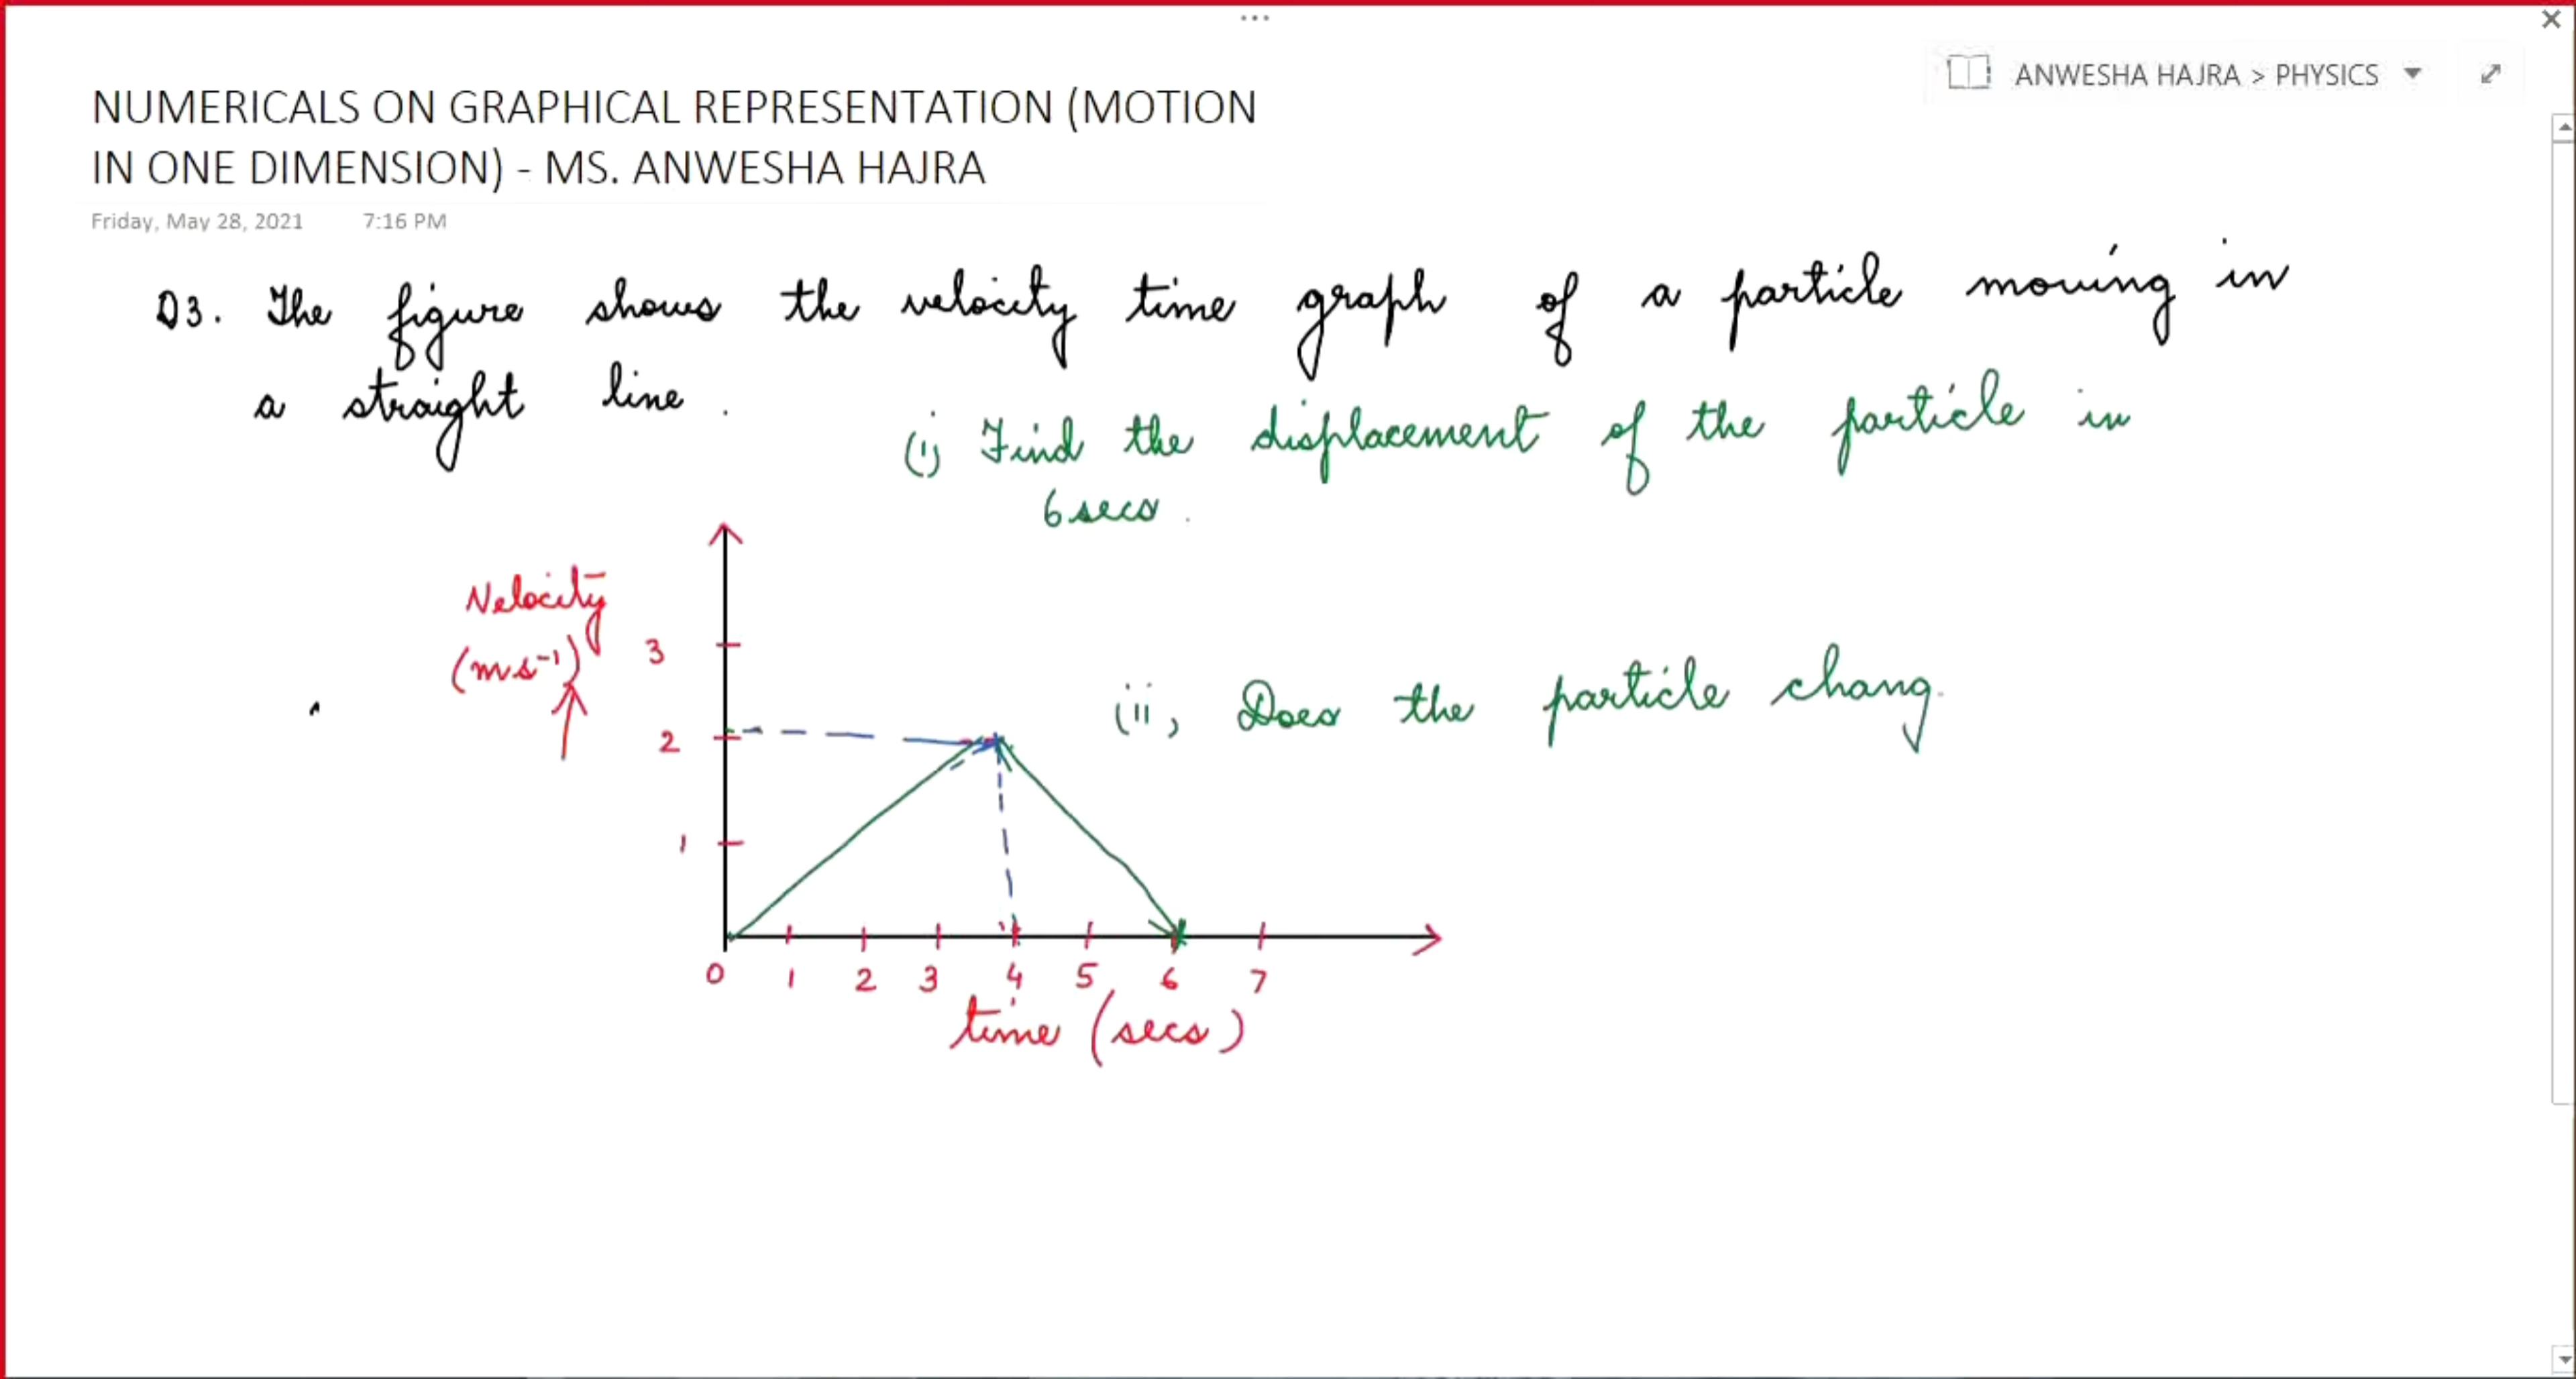 ANWESHA HAJRA > PHYSICS
NUMERICALS ON GRAPHICAL REPRESENTATION (MOTION
IN ONE DIMENSION) - MS. ANWESHA HAJRA
Friday, May 28, 2021 7:16 PM
Q3. The figure shows the velocity time graph of a particle moving in
a straight line.
(i) Find the displacement of the particle in
6 secs.
Velocity
(ms⁻¹)
3
2
1
(ii) Does the particle chang
0 1 2 3 4 5 6 7
time (secs)